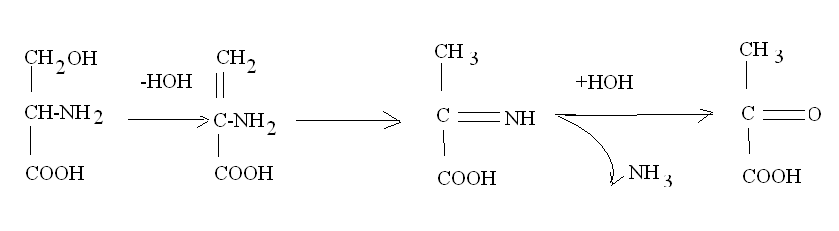 CH2OH
CH-NH2
COOH
-HOH
CH2
C-NH2
COOH
CH3
C NH
COOH
+HOH
NH3
CH3
C O
COOH